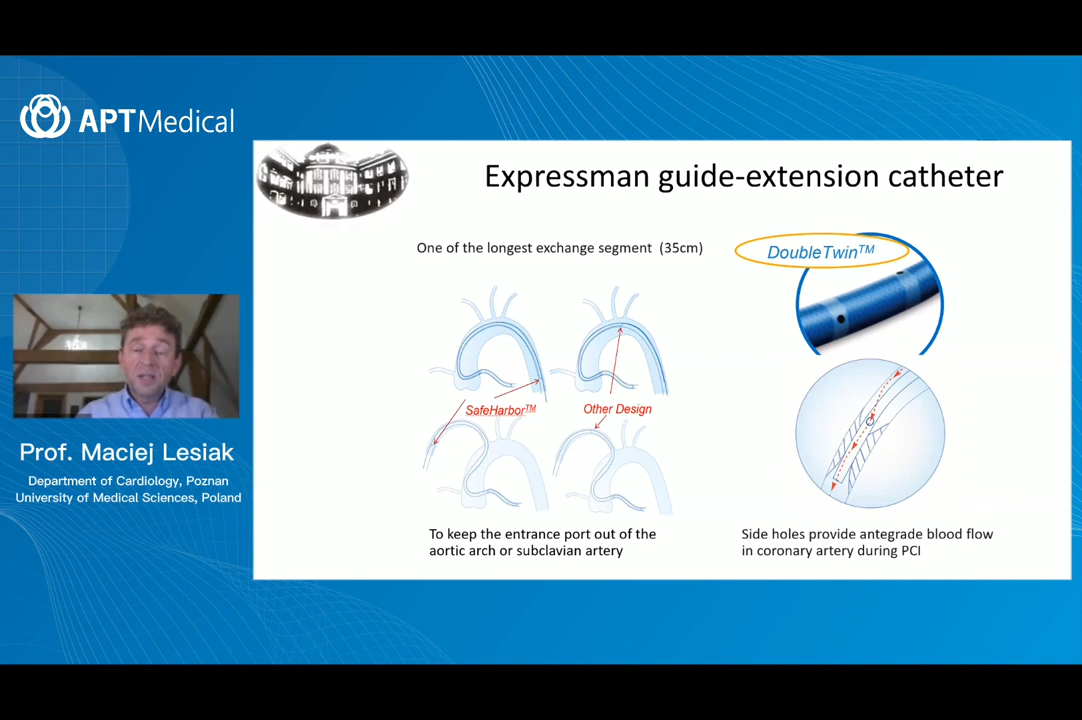 APT Medical
Expressman guide-extension catheter
One of the longest exchange segment (35cm)
DoubleTwin™
SafeHarbor™
Other Design
To keep the entrance port out of the
aortic arch or subclavian artery
Side holes provide antegrade blood flow
in coronary artery during PCI
Prof. Maciej Lesiak
Department of Cardiology, Poznan
University of Medical Sciences, Poland